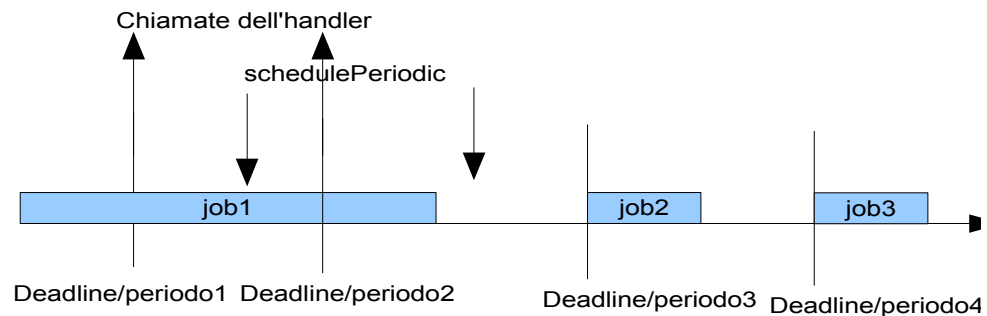 Chiamate dell'handler
schedulePeriodic
job1
job2
job3
Deadline/periodo1
Deadline/periodo2
Deadline/periodo3
Deadline/periodo4